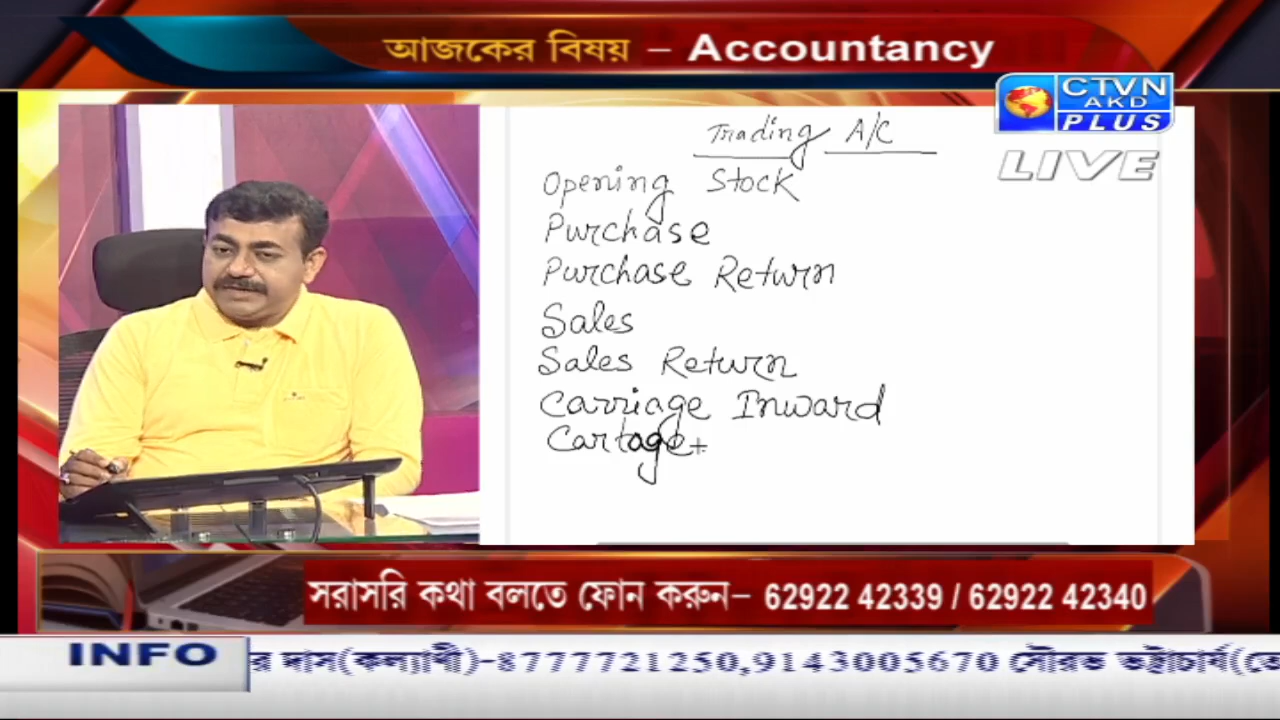 আজকের বিষয় – Accountancy
CTVN
AKD
PLUS
LIVE
Trading A/C
Opening Stock
Purchase
Purchase Return
Sales
Sales Return
Carriage Inward
Cartage
সরাসরি কথা বলতে ফোন করুন– 62922 42339 / 62922 42340
INFO
র দাস(কল্যাণী)-8777721250,9143005670 সৌরভ ভট্টাচার্য(তে